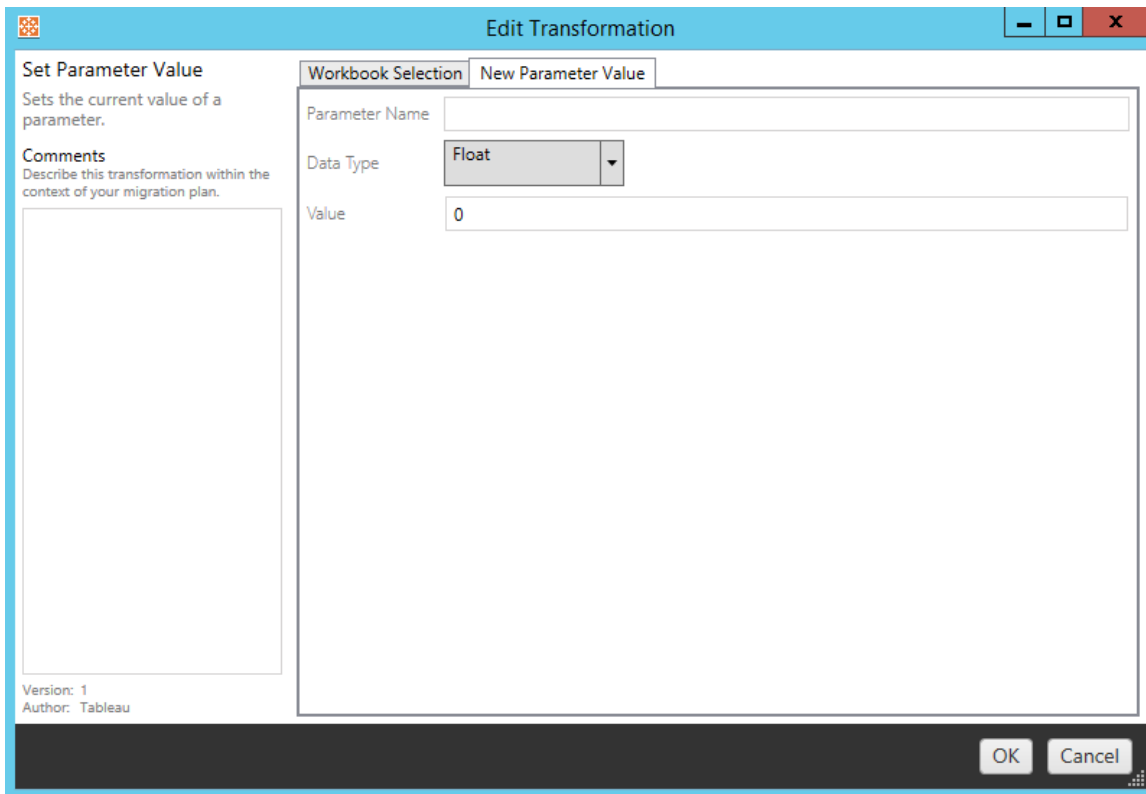 Edit Transformation
Set Parameter Value
Sets the current value of a
parameter.
Comments
Describe this transformation within the
context of your migration plan.
Version: 1
Author: Tableau
Workbook Selection New Parameter Value
Parameter Name
Data Type Float
Value 0
OK Cancel